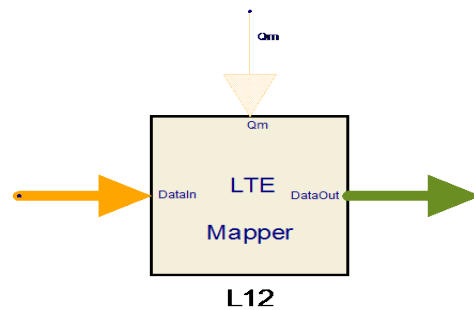 Qm
Qm
DataIn
LTE
DataOut
Mapper
L12